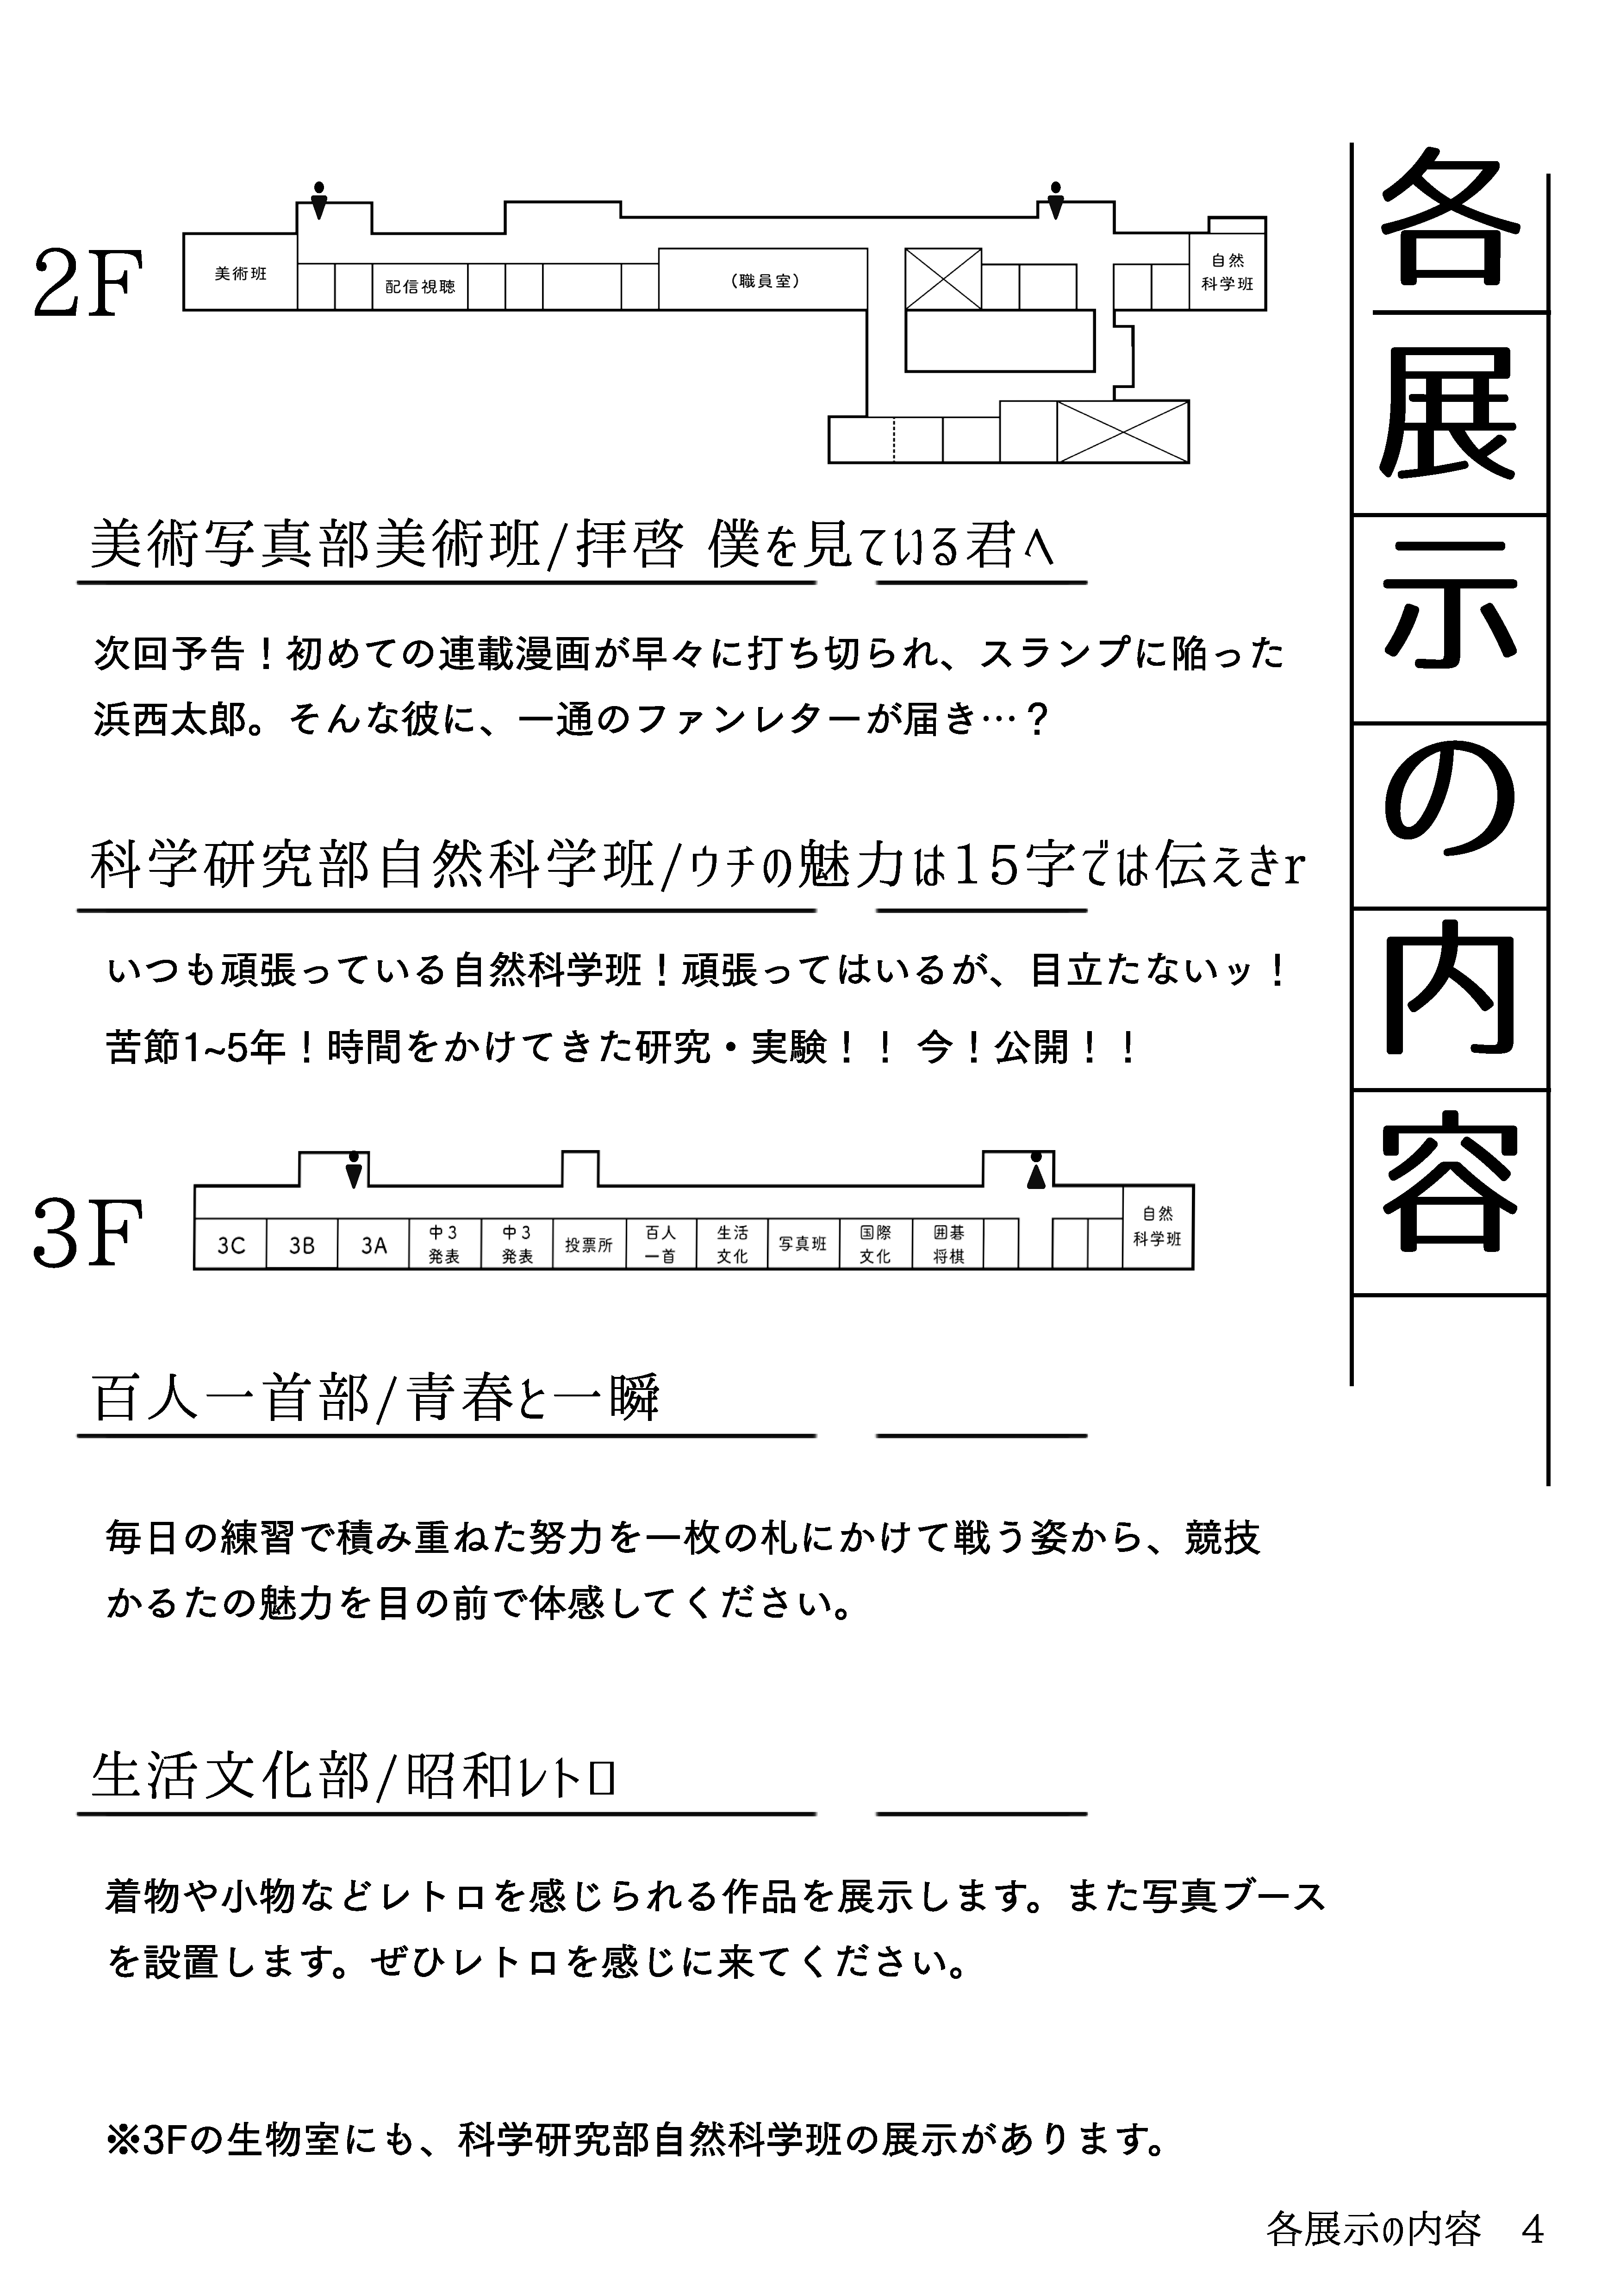 各展示の内容
2F
美術班
配信視聴
（職員室）
自然
科学班
美術写真部美術班/拝啓 僕を見ている君へ
次回予告！初めての連載漫画が早々に打ち切られ、スランプに陥った
浜西太郎。そんな彼に、一通のファンレターが届き…？
科学研究部自然科学班/ウチの魅力は15字では伝えきr
いつも頑張っている自然科学班！頑張ってはいるが、目立たないッ！
苦節1~5年！時間をかけてきた研究・実験！！ 今！公開！！
3F
3C
3B
3A
中3
発表
中3
発表
投票所
百人
一首
生活
文化
写真班
国際
文化
囲碁
将棋
自然
科学班
百人一首部/青春と一瞬
毎日の練習で積み重ねた努力を一枚の札にかけて戦う姿から、競技
かるたの魅力を目の前で体感してください。
生活文化部/昭和レトロ
着物や小物などレトロを感じられる作品を展示します。また写真ブース
を設置します。ぜひレトロを感じに来てください。
※3Fの生物室にも、科学研究部自然科学班の展示があります。
各展示の内容　4